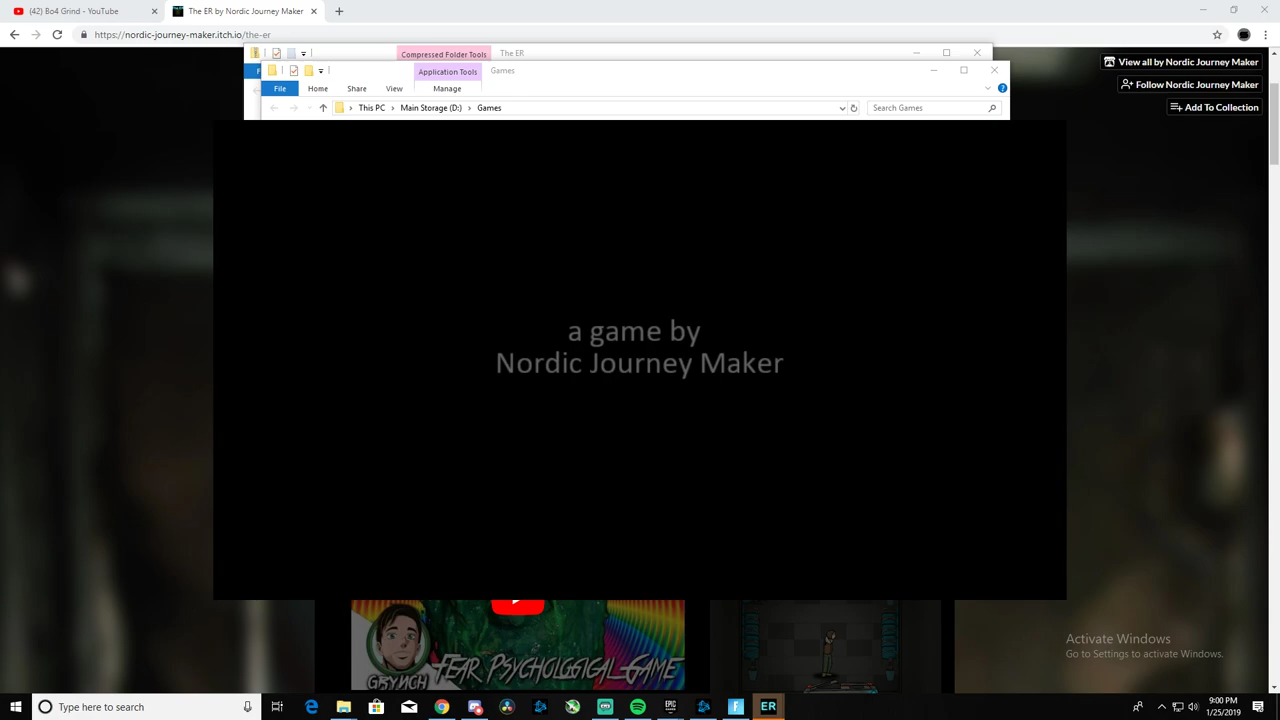 (42) Bo4 Grind - YouTube
The ER by Nordic Journey Maker
https://nordic-journey-maker.itch.io/the-er
View all by Nordic Journey Maker
Follow Nordic Journey Maker
Add To Collection
Compressed Folder Tools
The ER
Application Tools
Games
File
Home
Share
View
Manage
This PC
Main Storage (D:)
Games
Search Games
a game by
Nordic Journey Maker
GRYNCH
FEAR PSYCHOLOGICAL GAME
Activate Windows
Go to Settings to activate Windows.
Type here to search
EPIC
ER
9:00 PM
1/25/2019